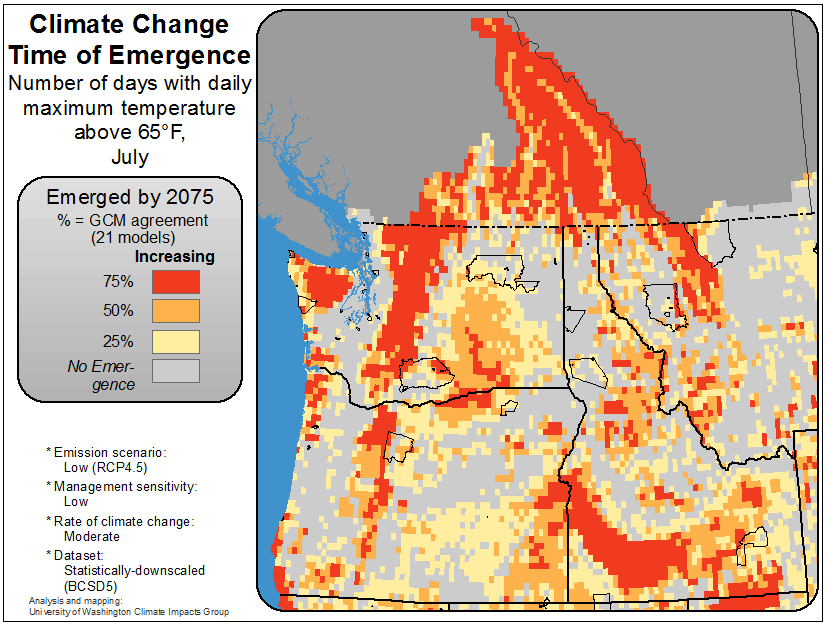 Climate Change
Time of Emergence
Number of days with daily
maximum temperature
above 65°F,
July
Emerged by 2075
% = GCM agreement
(21 models)
Increasing
75%
50%
25%
No Emer-
gence
* Emission scenario:
Low (RCP4.5)
* Management sensitivity:
Low
* Rate of climate change:
Moderate
* Dataset:
Statistically-downscaled
(BCSD5)
Analysis and mapping:
University of Washington Climate Impacts Group